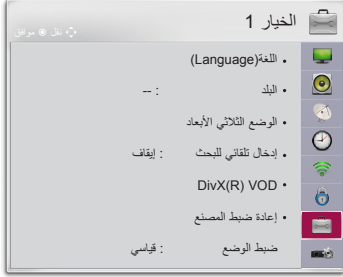 الخيار 1
نقل موافق
• اللغة(Language)
• البلد : --
• الوضع الثلاثي الأبعاد
• إدخال تلقائي للبحث : إيقاف
• DivX(R) VOD
• إعادة ضبط المصنع
ضبط الوضع : قياسي